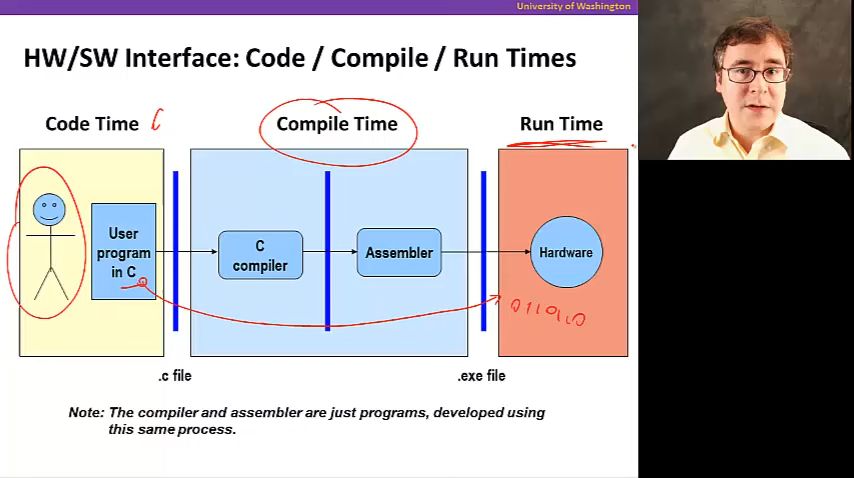 University of Washington
HW/SW Interface: Code / Compile / Run Times
Code Time
Compile Time
Run Time
User
program
in C
C
compiler
Assembler
Hardware
.c file
.exe file
Note: The compiler and assembler are just programs, developed using
this same process.